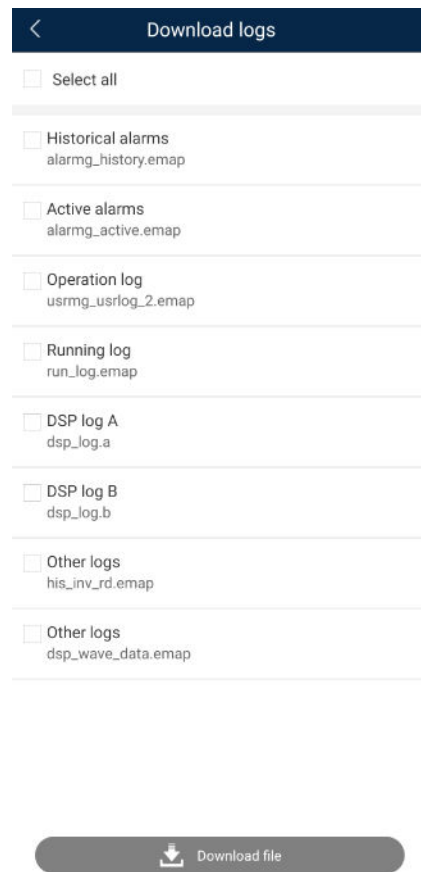 Download logs
Select all
Historical alarms
alarmg_history.emap
Active alarms
alarmg_active.emap
Operation log
usrmg_usrlog_2.emap
Running log
run_log.emap
DSP log A
dsp_log.a
DSP log B
dsp_log.b
Other logs
his_inv_rd.emap
Other logs
dsp_wave_data.emap
Download file